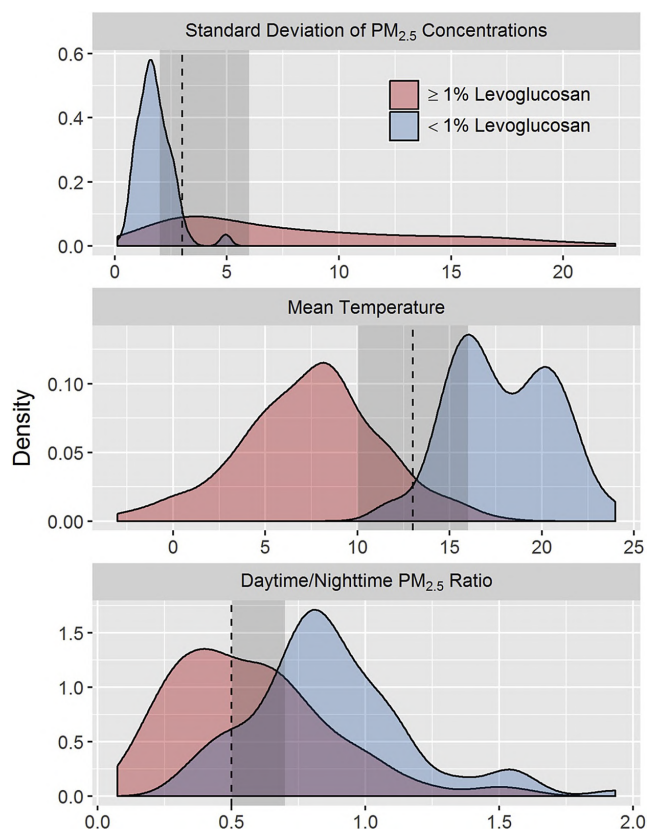 Standard Deviation of PM2.5 Concentrations
0.6
0.4
0.2
0.0
≥ 1% Levoglucosan
< 1% Levoglucosan
0 5 10 15 20
Mean Temperature
0.10
0.05
0.00
0 5 10 15 20 25
Density
Daytime/Nighttime PM2.5 Ratio
1.5
1.0
0.5
0.0
0.0 0.5 1.0 1.5 2.0